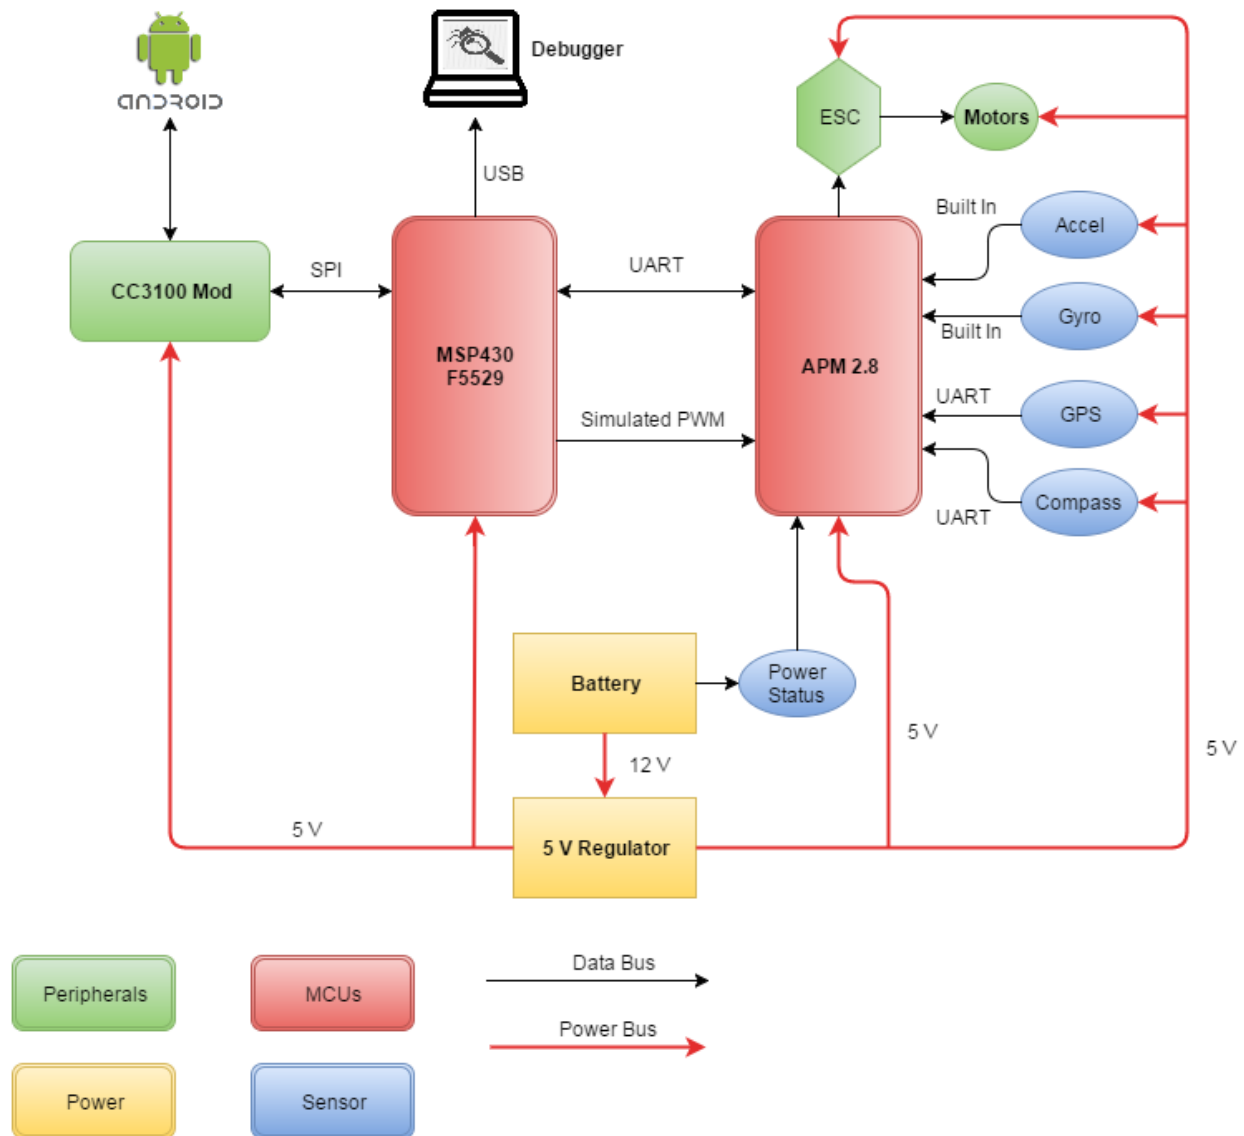 Debugger
ANDROID
ESC
Motors
USB
Built In
Accel
SPI
UART
CC3100 Mod
Gyro
Built In
MSP430
F5529
APM 2.8
UART
GPS
Simulated PWM
Compass
UART
Power
Status
Battery
5 V
5 V
12 V
5 V
5 V Regulator
Data Bus
Peripherals
MCUs
Power Bus
Power
Sensor